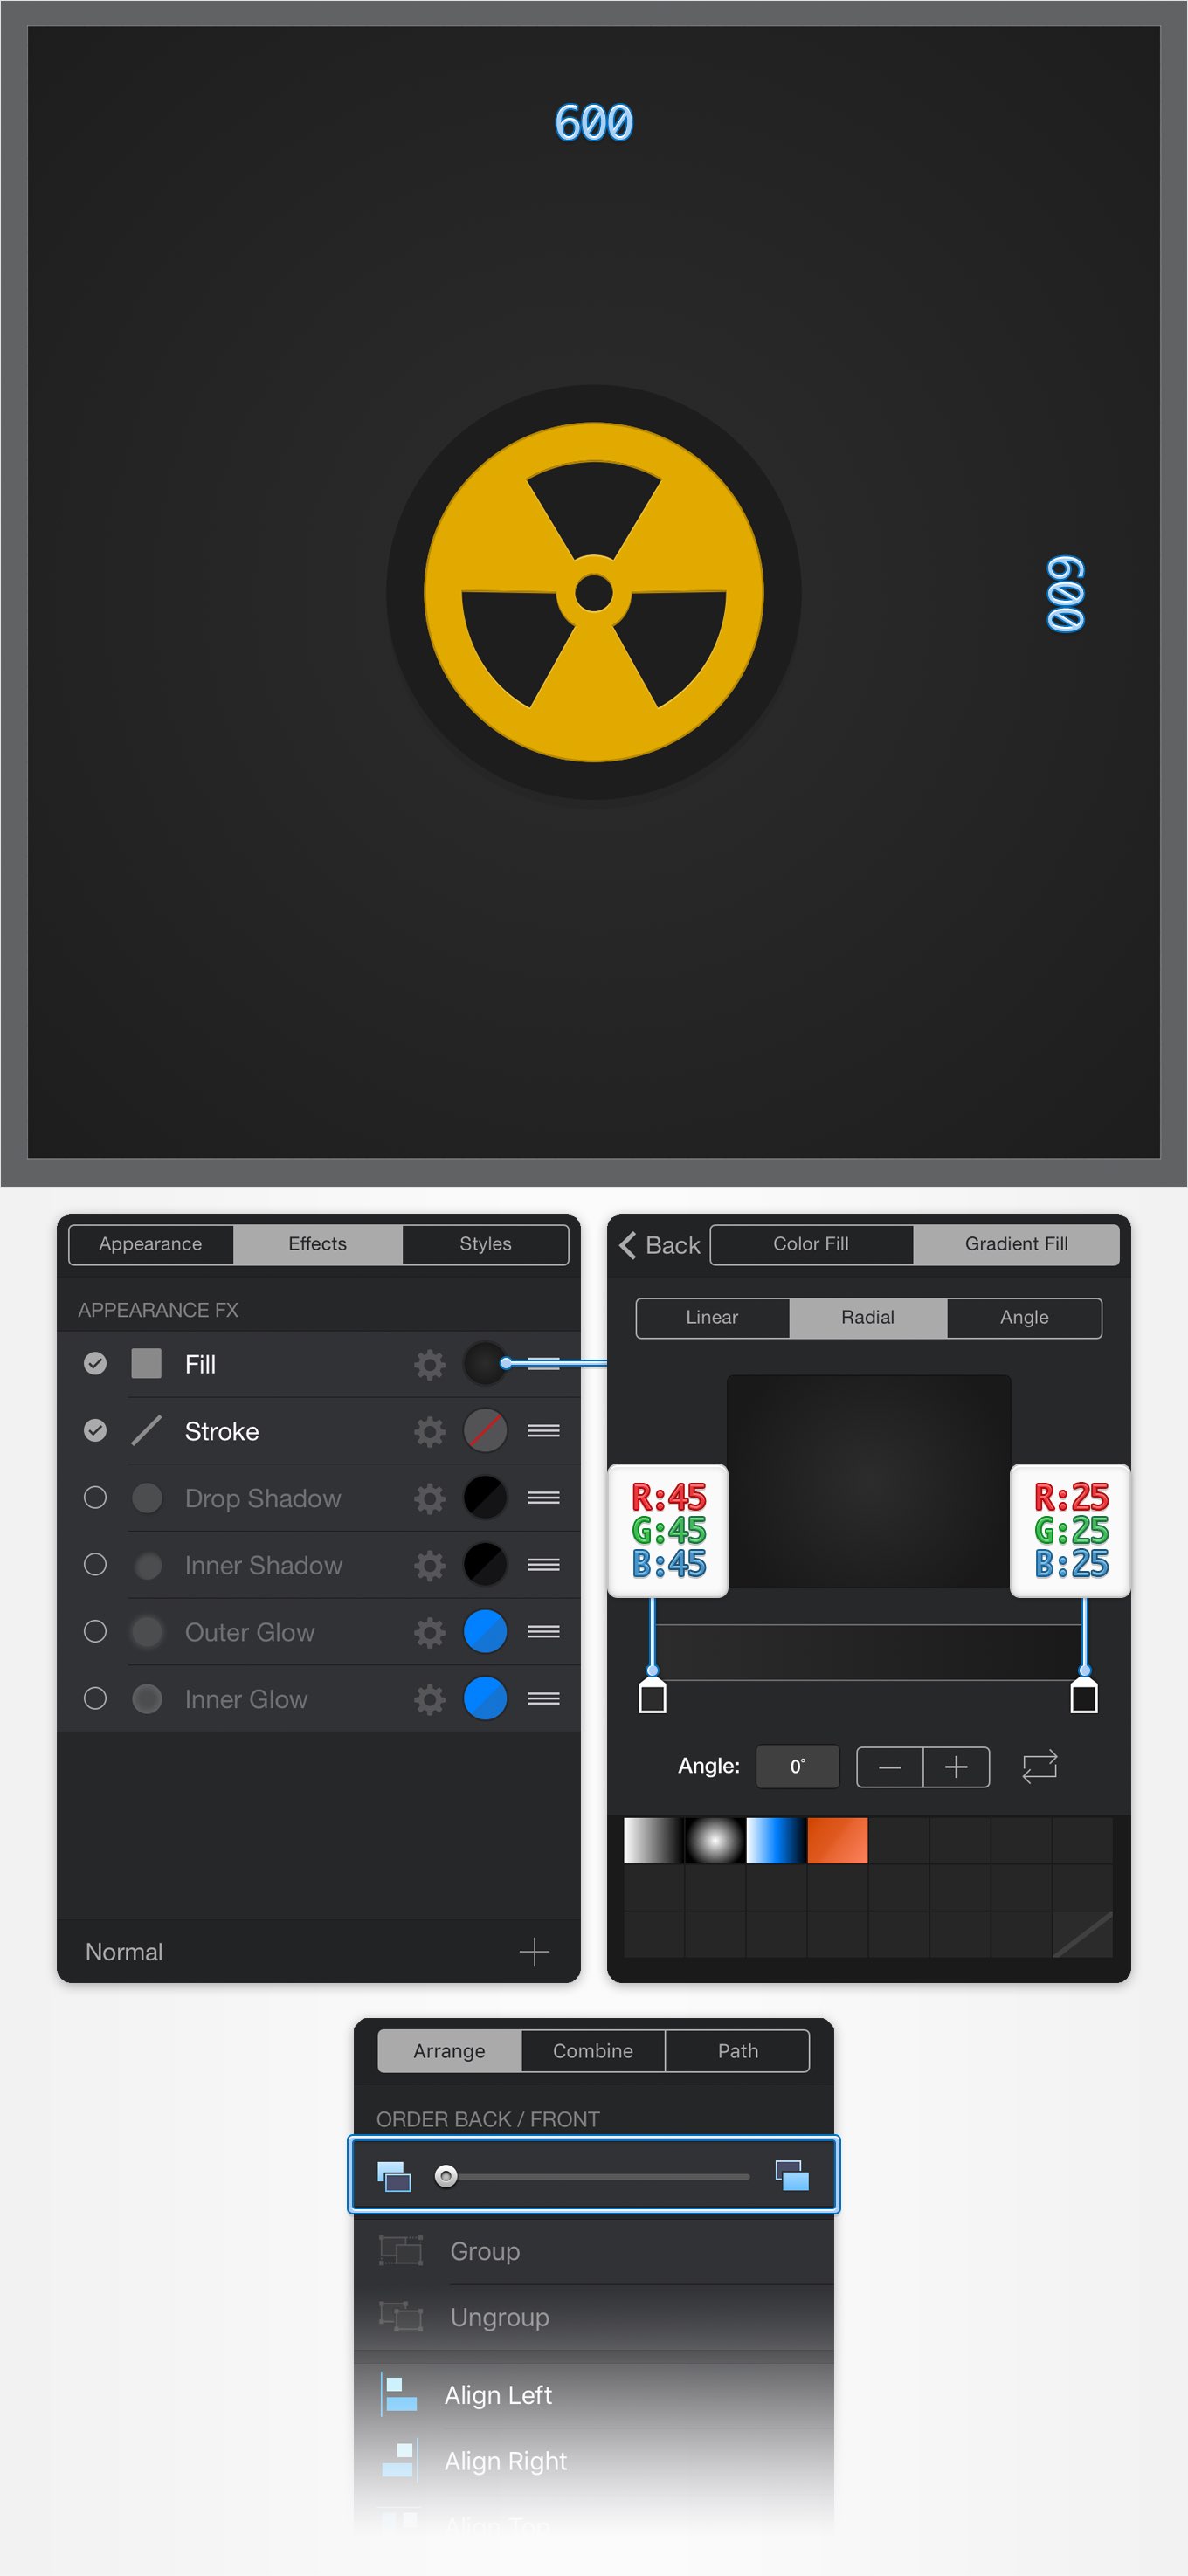 600
600
Appearance Effects Styles
APPEARANCE FX
Fill
Stroke
Drop Shadow
Inner Shadow
Outer Glow
Inner Glow
Normal
Back Color Fill Gradient Fill
Linear Radial Angle
R:45
G:45
B:45
R:25
G:25
B:25
Angle: 0°
Arrange Combine Path
ORDER BACK / FRONT
Group
Ungroup
Align Left
Align Right
Align Top